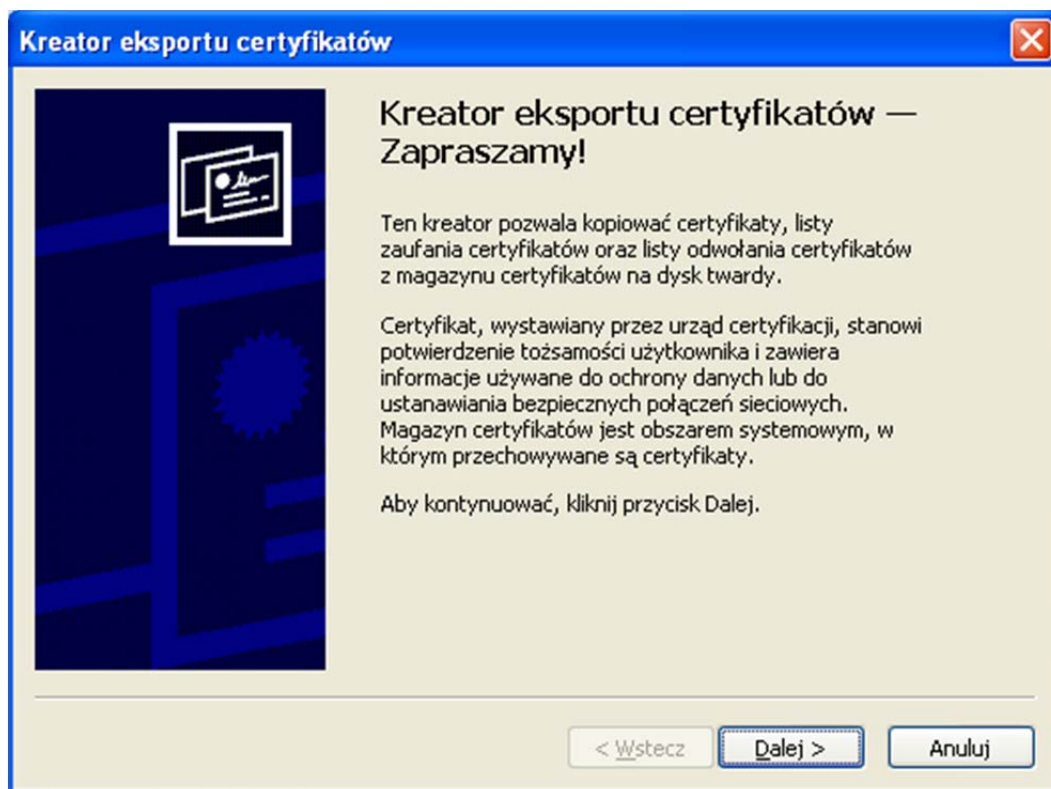 Kreator eksportu certyfikatów
Kreator eksportu certyfikatów —
Zapraszamy!
Ten kreator pozwala kopiować certyfikaty, listy
zaufania certyfikatów oraz listy odwołania certyfikatów
z magazynu certyfikatów na dysk twardy.
Certyfikat, wystawiany przez urząd certyfikacji, stanowi
potwierdzenie tożsamości użytkownika i zawiera
informacje używane do ochrony danych lub do
ustanawiania bezpiecznych połączeń sieciowych.
Magazyn certyfikatów jest obszarem systemowym, w
którym przechowywane są certyfikaty.
Aby kontynuować, kliknij przycisk Dalej.
< Wstecz Dalej > Anuluj